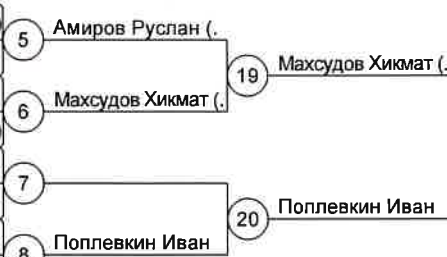 5 Амиров Руслан (.
19 Махсудов Хикмат (.
6 Махсудов Хикмат (.
7
20 Поплевкин Иван
8 Поплевкин Иван